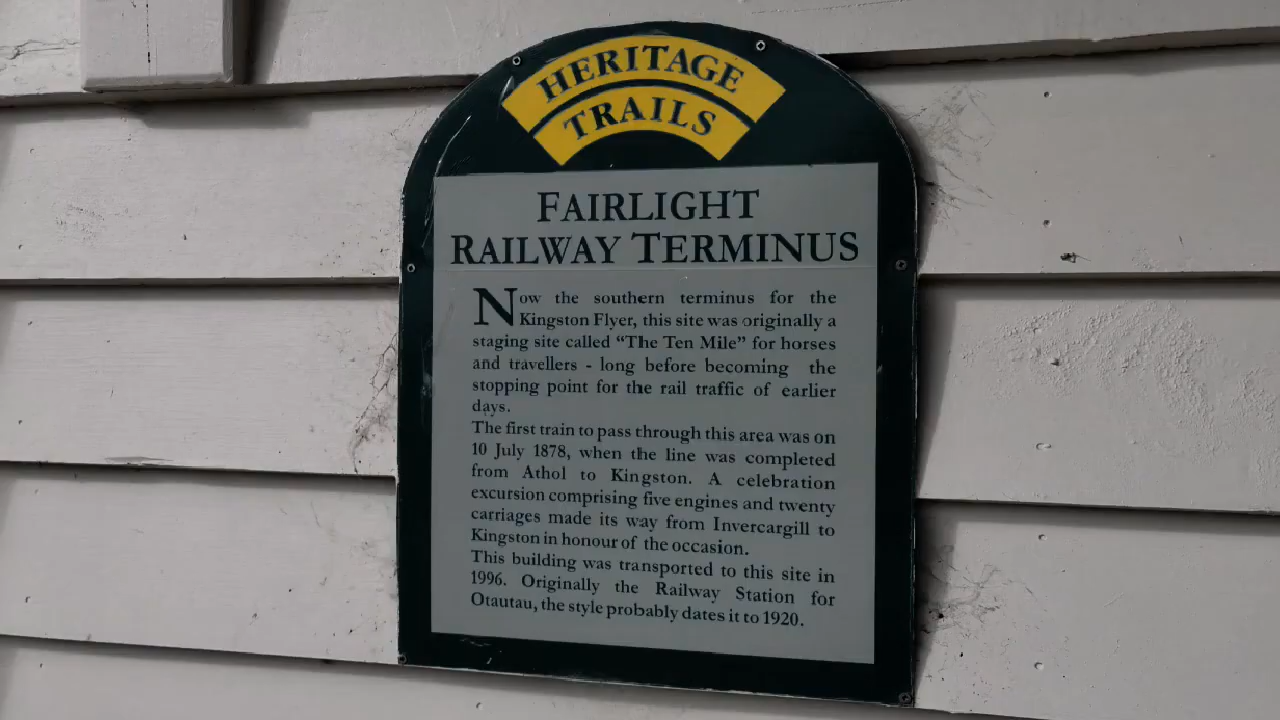 HERITAGE
TRAILS
FAIRLIGHT
RAILWAY TERMINUS
Now the southern terminus for the
Kingston Flyer, this site was originally a
staging site called “The Ten Mile” for horses
and travellers - long before becoming the
stopping point for the rail traffic of earlier
days.
The first train to pass through this area was on
10 July 1878, when the line was completed
from Athol to Kingston. A celebration
excursion comprising five engines and twenty
carriages made its way from Invercargill to
Kingston in honour of the occasion.
This building was transported to this site in
1996. Originally the Railway Station for
Otautau, the style probably dates it to 1920.